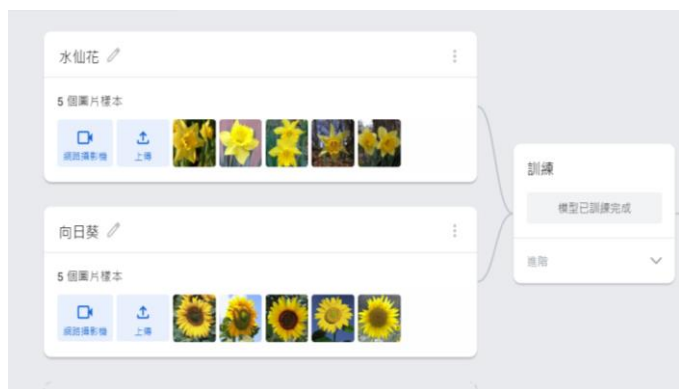 水仙花
5 個圖片樣本
網路攝影機
上傳
向日葵
5 個圖片樣本
網路攝影機
上傳
訓練
模型已訓練完成
進階